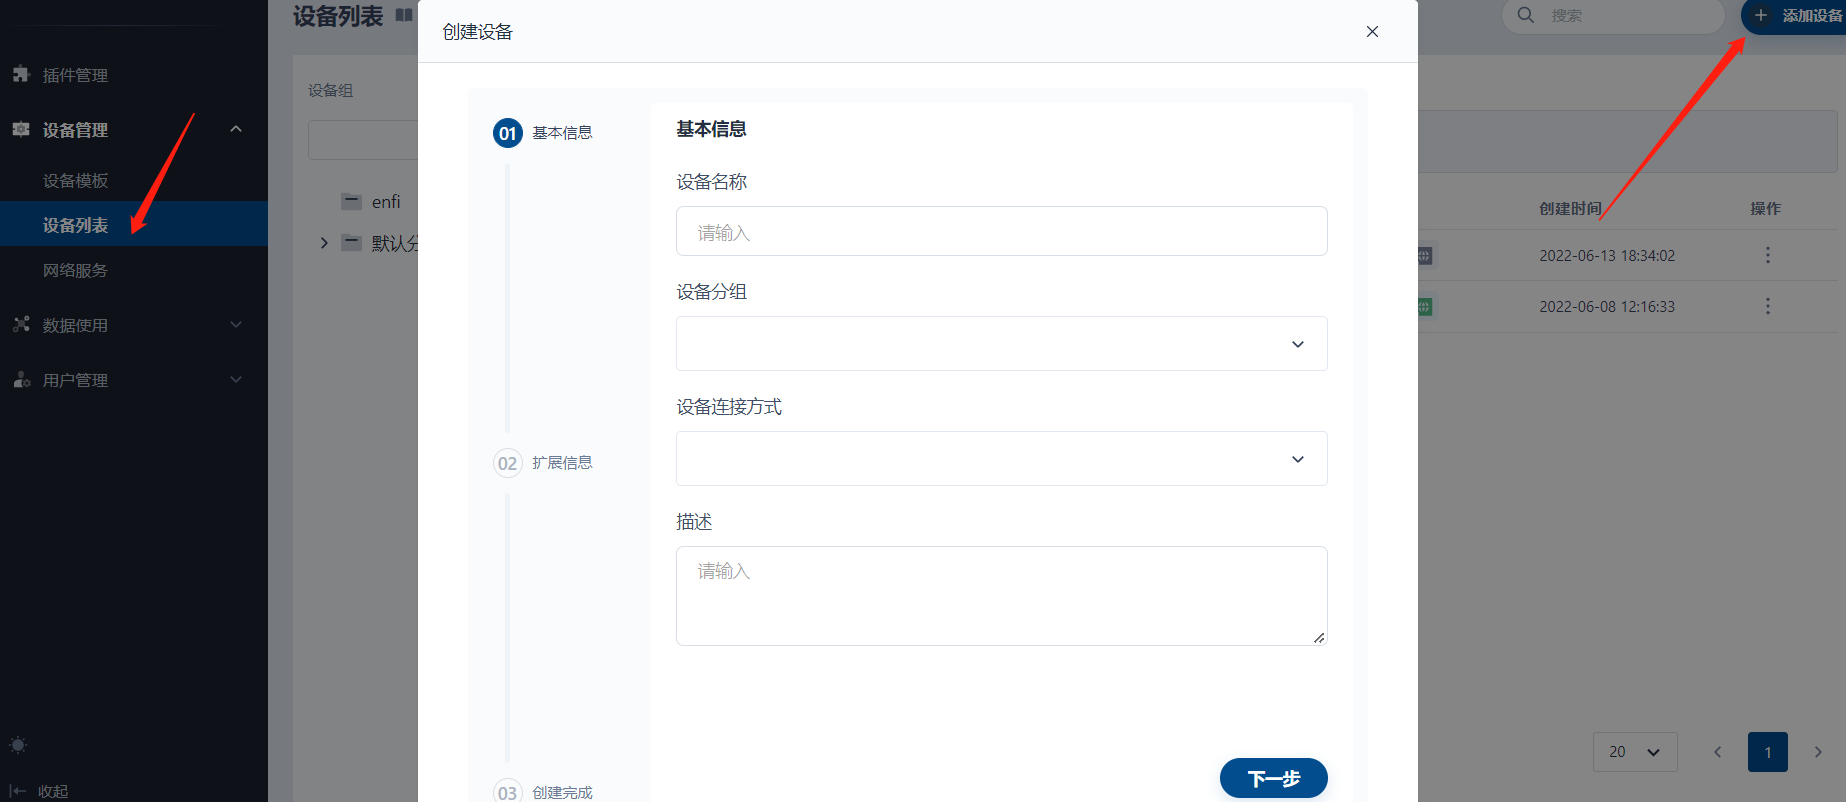 插件管理
设备管理
设备模板
设备列表
网络服务
数据使用
用户管理
收起
设备列表
搜索
添加设备
设备组
enfi
默认分
创建设备
01 基本信息
02 扩展信息
03 创建完成
基本信息
设备名称
请输入
设备分组
设备连接方式
描述
请输入
下一步
创建时间 操作
2022-06-13 18:34:02
2022-06-08 12:16:33
20 1